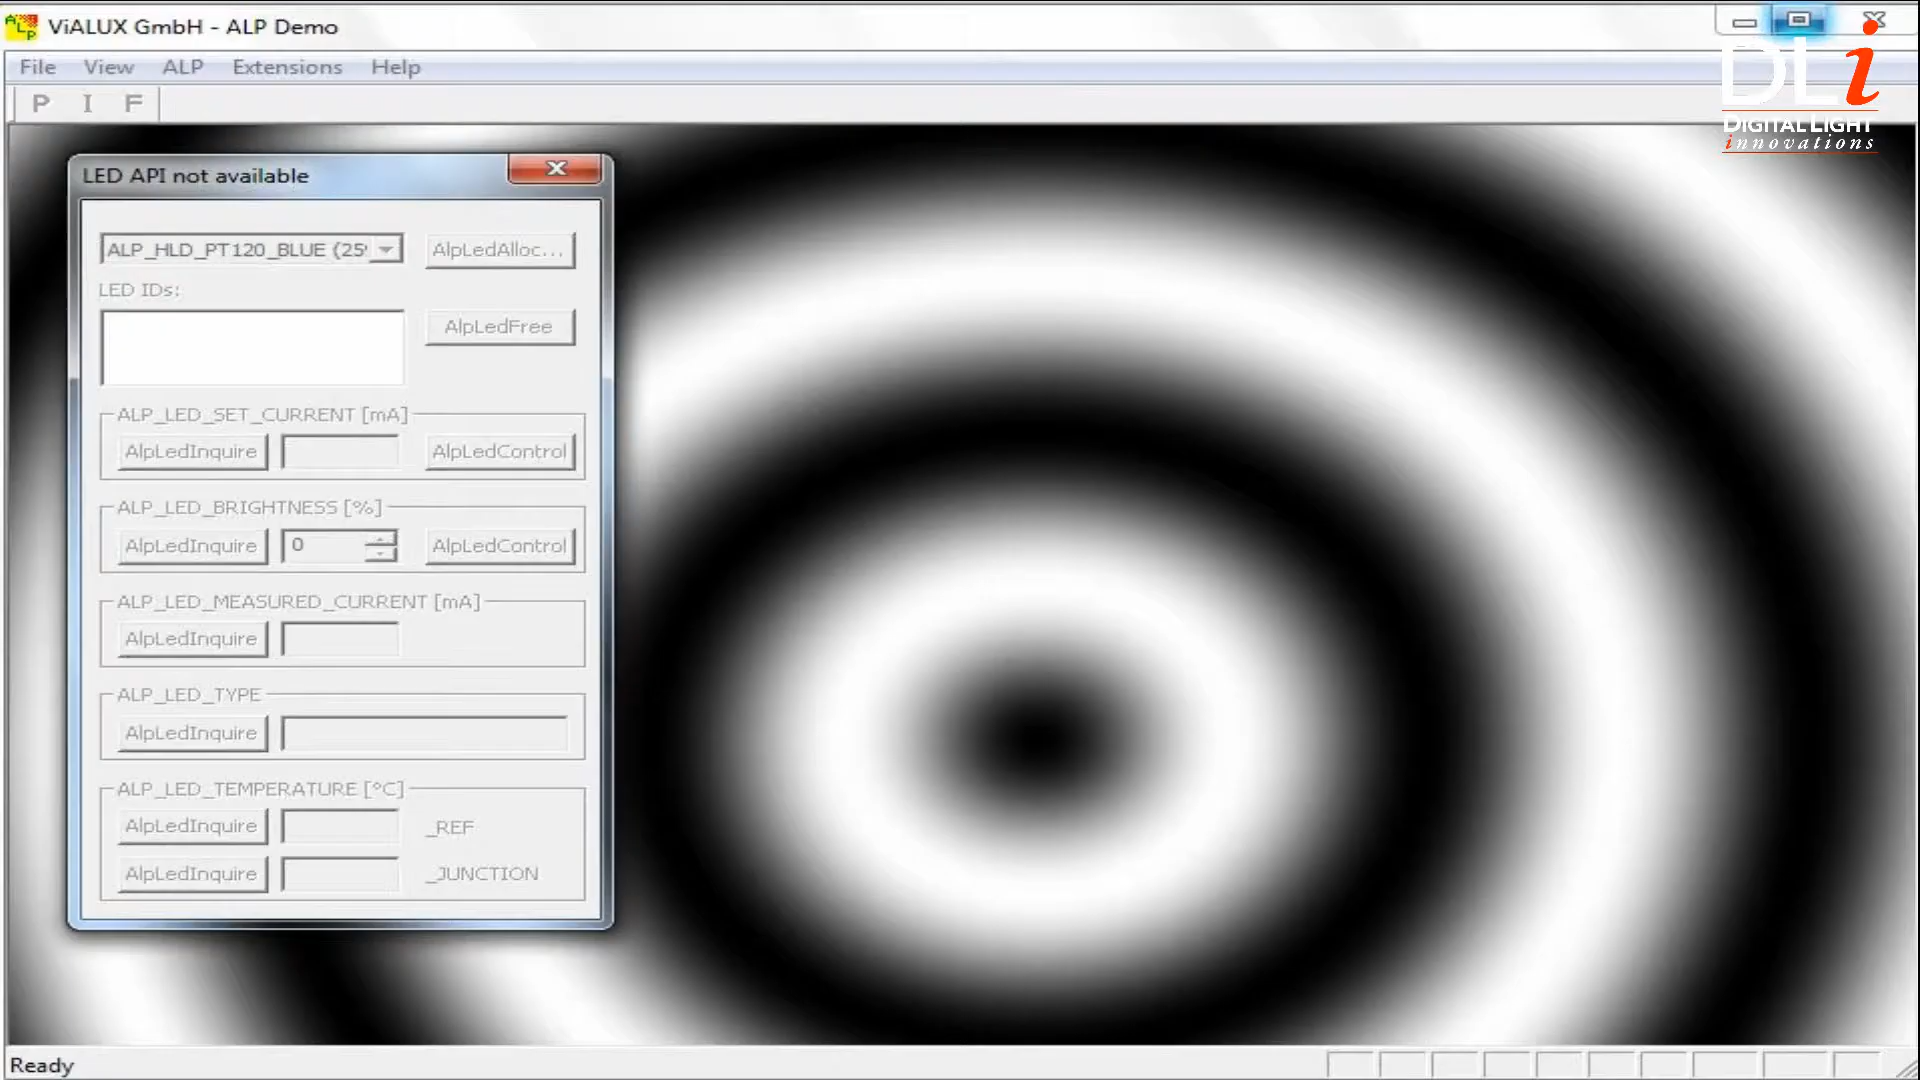 ViALUX GmbH - ALP Demo
File View ALP Extensions Help
P I F
DLi
DIGITAL LIGHT
innovations
LED API not available
ALP_HLD_PT120_BLUE (25 AlpLedAlloc...
LED IDs:
AlpLedFree
ALP_LED_SET_CURRENT [mA]
AlpLedInquire AlpLedControl
ALP_LED_BRIGHTNESS [%]
AlpLedInquire 0 AlpLedControl
ALP_LED_MEASURED_CURRENT [mA]
AlpLedInquire
ALP_LED_TYPE
AlpLedInquire
ALP_LED_TEMPERATURE [°C]
AlpLedInquire _REF
AlpLedInquire _JUNCTION
Ready